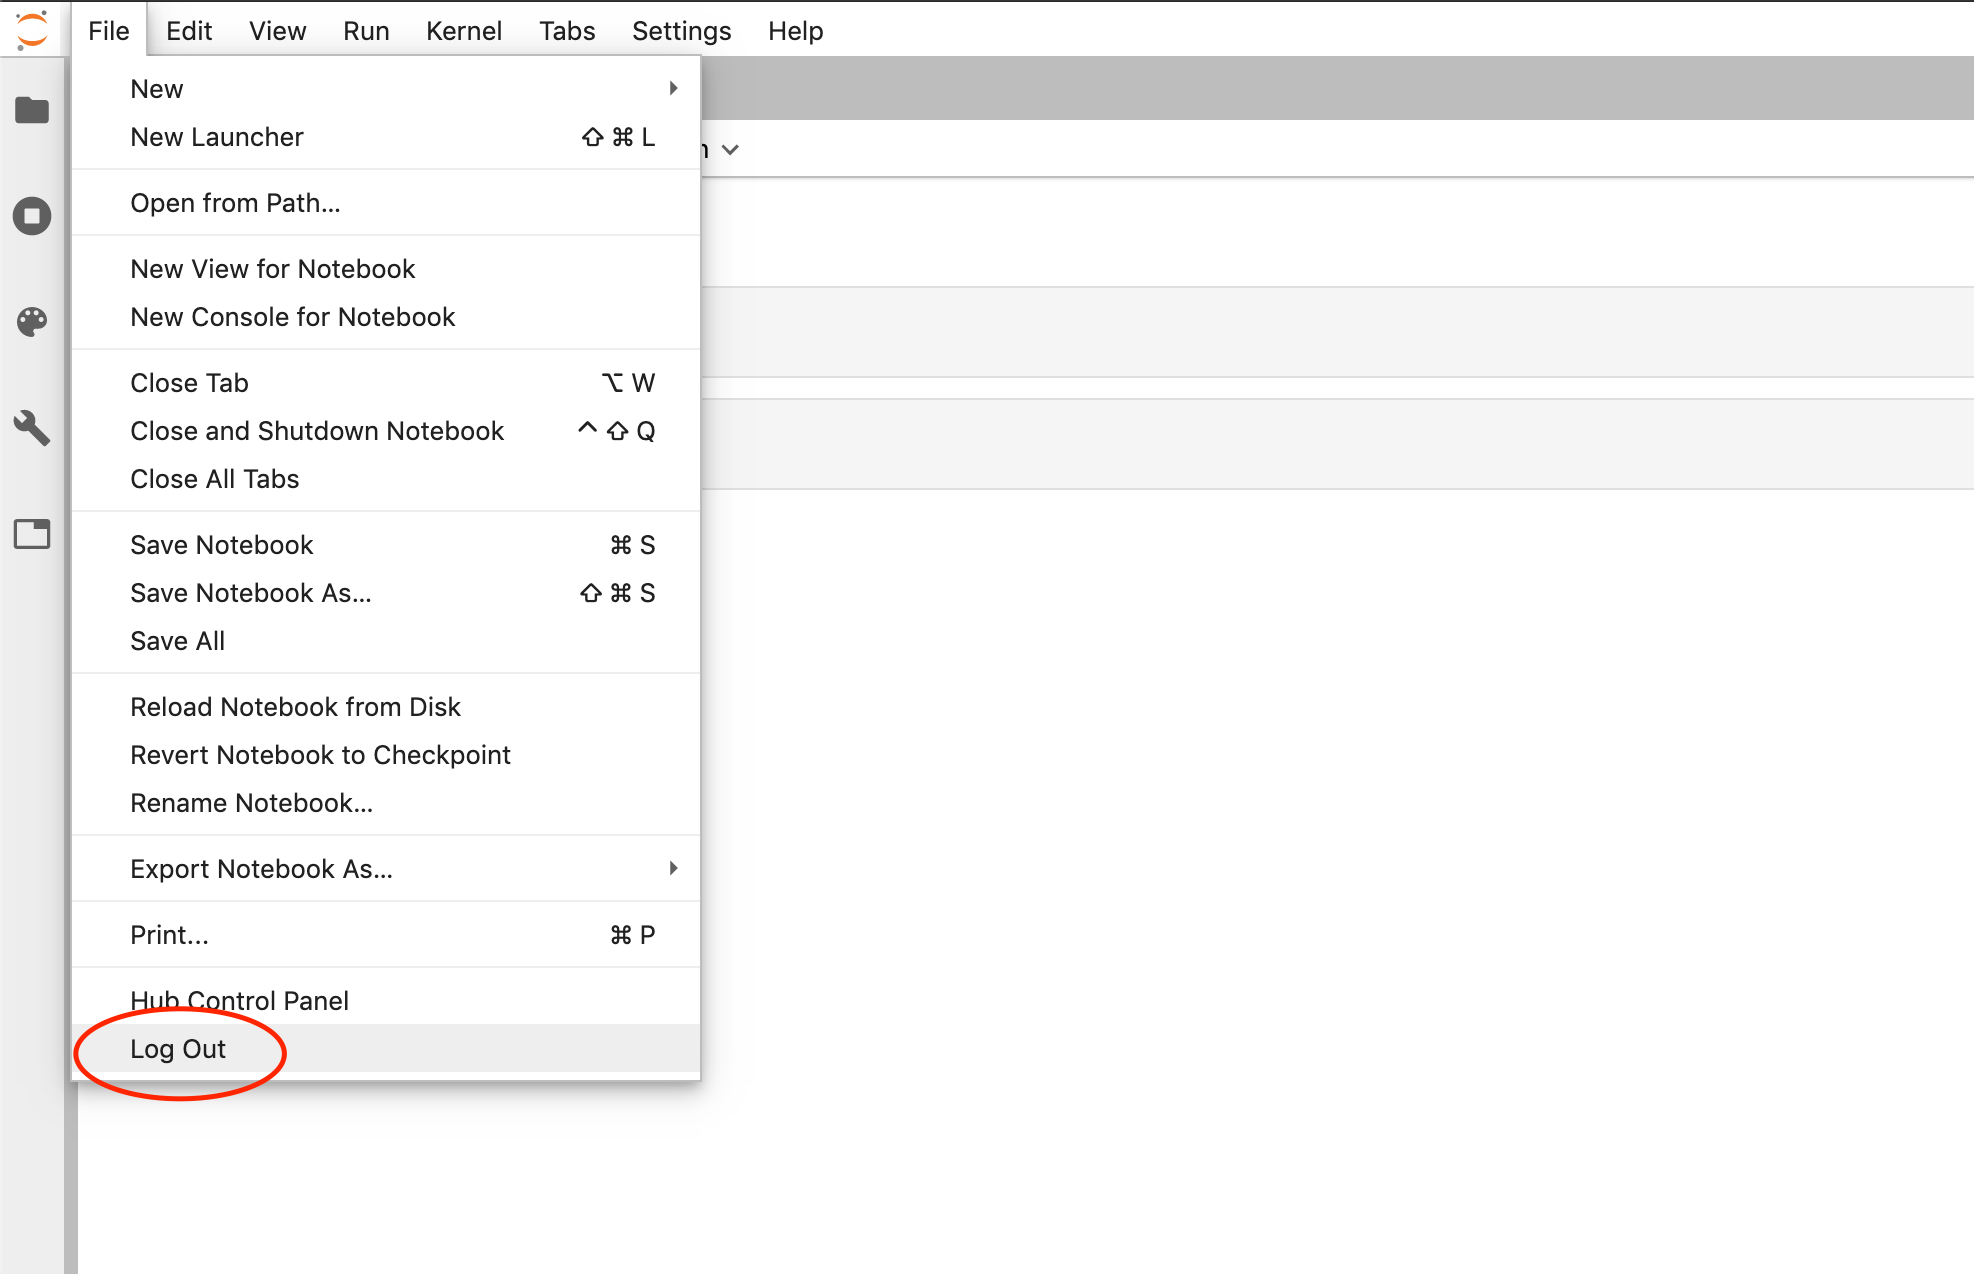 File Edit View Run Kernel Tabs Settings Help
New
New Launcher ⇧ ⌘ L
Open from Path...
New View for Notebook
New Console for Notebook
Close Tab ⌥ W
Close and Shutdown Notebook ^ ⇧ Q
Close All Tabs
Save Notebook ⌘ S
Save Notebook As... ⇧ ⌘ S
Save All
Reload Notebook from Disk
Revert Notebook to Checkpoint
Rename Notebook...
Export Notebook As...
Print... ⌘ P
Hub Control Panel
Log Out